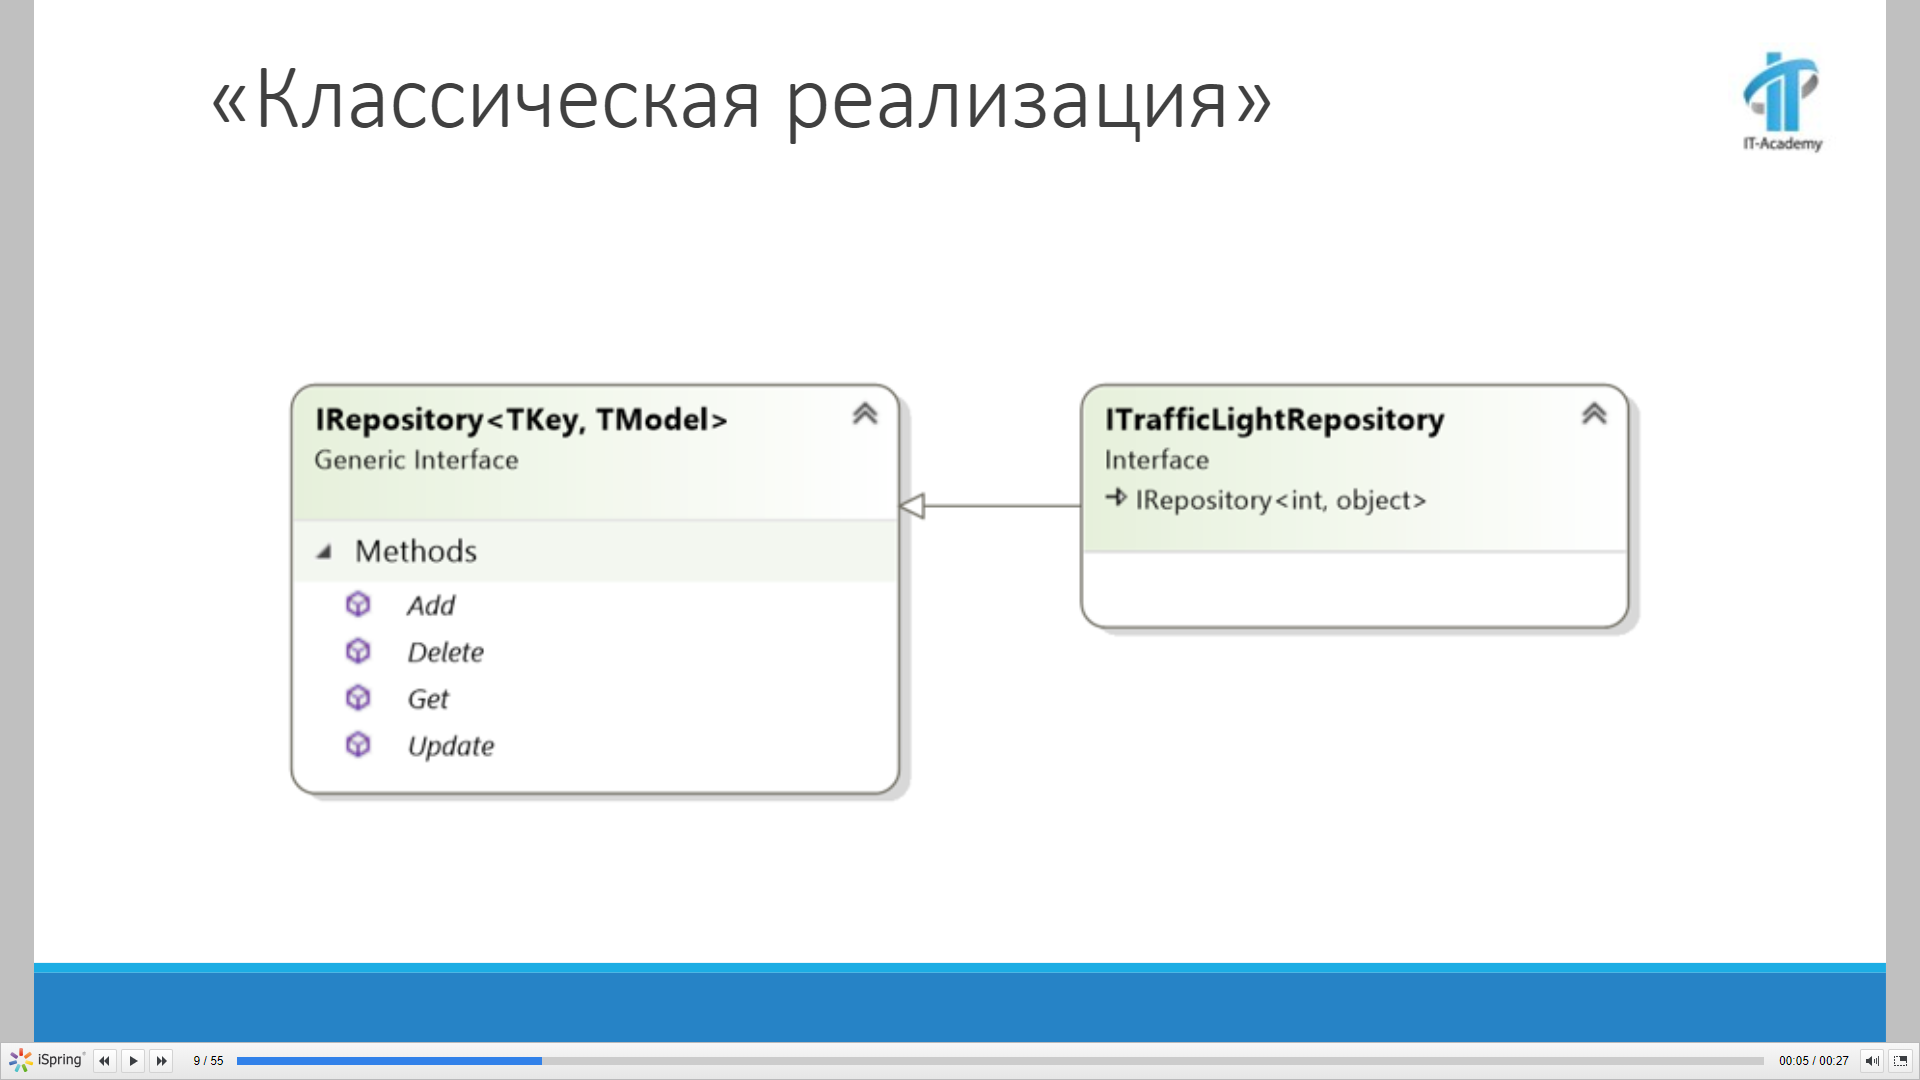 «Классическая реализация»
IT-Academy
IRepository<TKey, TModel>
Generic Interface
Methods
Add
Delete
Get
Update
ITrafficLightRepository
Interface
IRepository<int, object>
iSpring
9 / 55
00:05 / 00:27